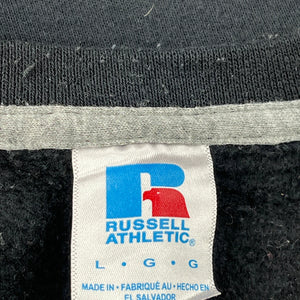 R
RUSSELL
ATHLETIC®
L • G • G
MADE IN • FABRIQUÉ AU • HECHO EN
EL SALVADOR